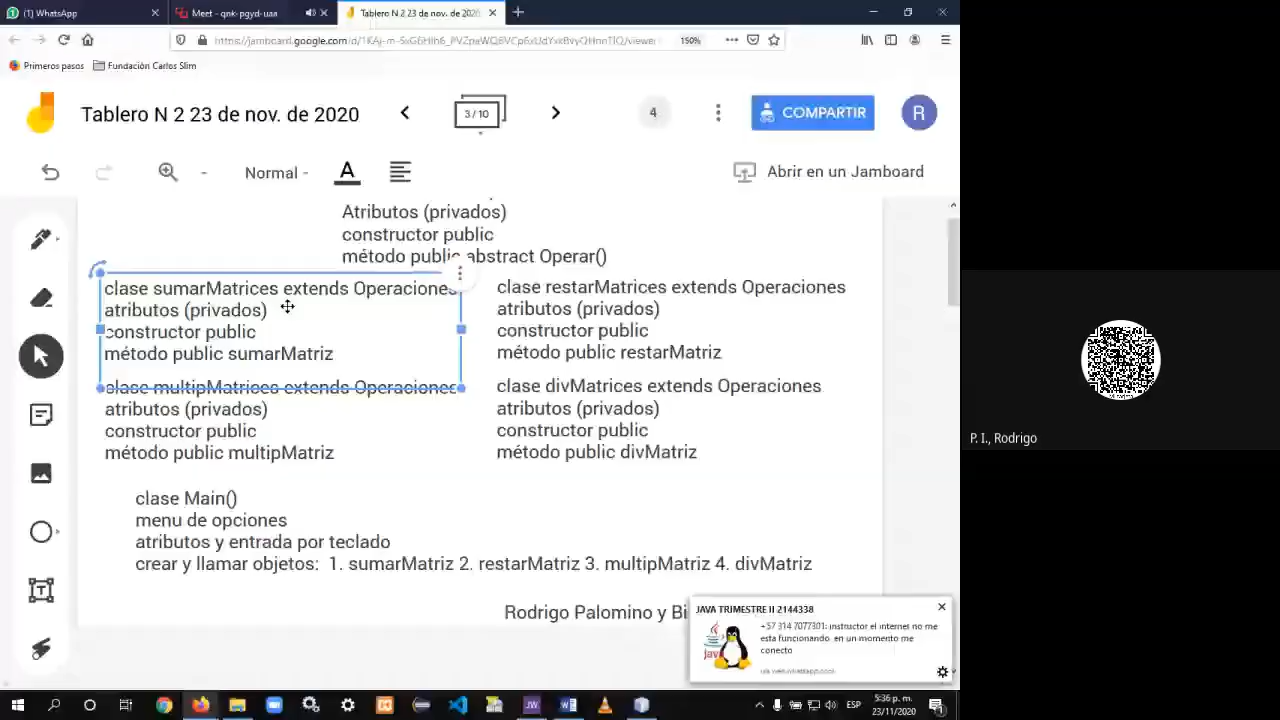 (1) WhatsApp
Meet - qnk-pgyd-uaa
Tablero N 2 23 de nov. de 2020
150%
Primeros pasos
Fundación Carlos Slim
Tablero N 2 23 de nov. de 2020
3 / 10
4
COMPARTIR
R
Normal
A
Abrir en un Jamboard
Atributos (privados)
constructor public
método public abstract Operar()
clase sumarMatrices extends Operaciones
atributos (privados)
constructor public
método public sumarMatriz
clase restarMatrices extends Operaciones
atributos (privados)
constructor public
método public restarMatriz
clase multipMatrices extends Operaciones
atributos (privados)
constructor public
método public multipMatriz
clase divMatrices extends Operaciones
atributos (privados)
constructor public
método public divMatriz
clase Main()
menu de opciones
atributos y entrada por teclado
crear y llamar objetos: 1. sumarMatriz 2. restarMatriz 3. multipMatriz 4. divMatriz
Rodrigo Palomino y Bi
JAVA TRIMESTRE II 2144338
+57 314 7077301: instructor el internet no me
esta funcionando en un momento me
conecto
via web.whatsapp.com
Java
P. I., Rodrigo
ESP
5:36 p. m.
23/11/2020